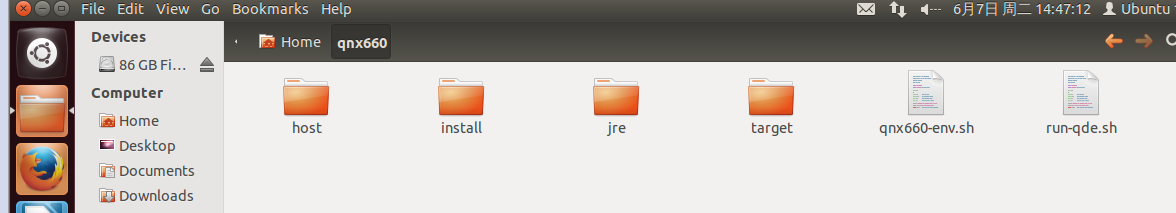 File Edit View Go Bookmarks Help 6月7日 周二 14:47:12 Ubuntu
Devices
Home qnx660
86 GB Fi...
Computer
Home
Desktop
Documents
Downloads
host install jre target qnx660-env.sh run-qde.sh